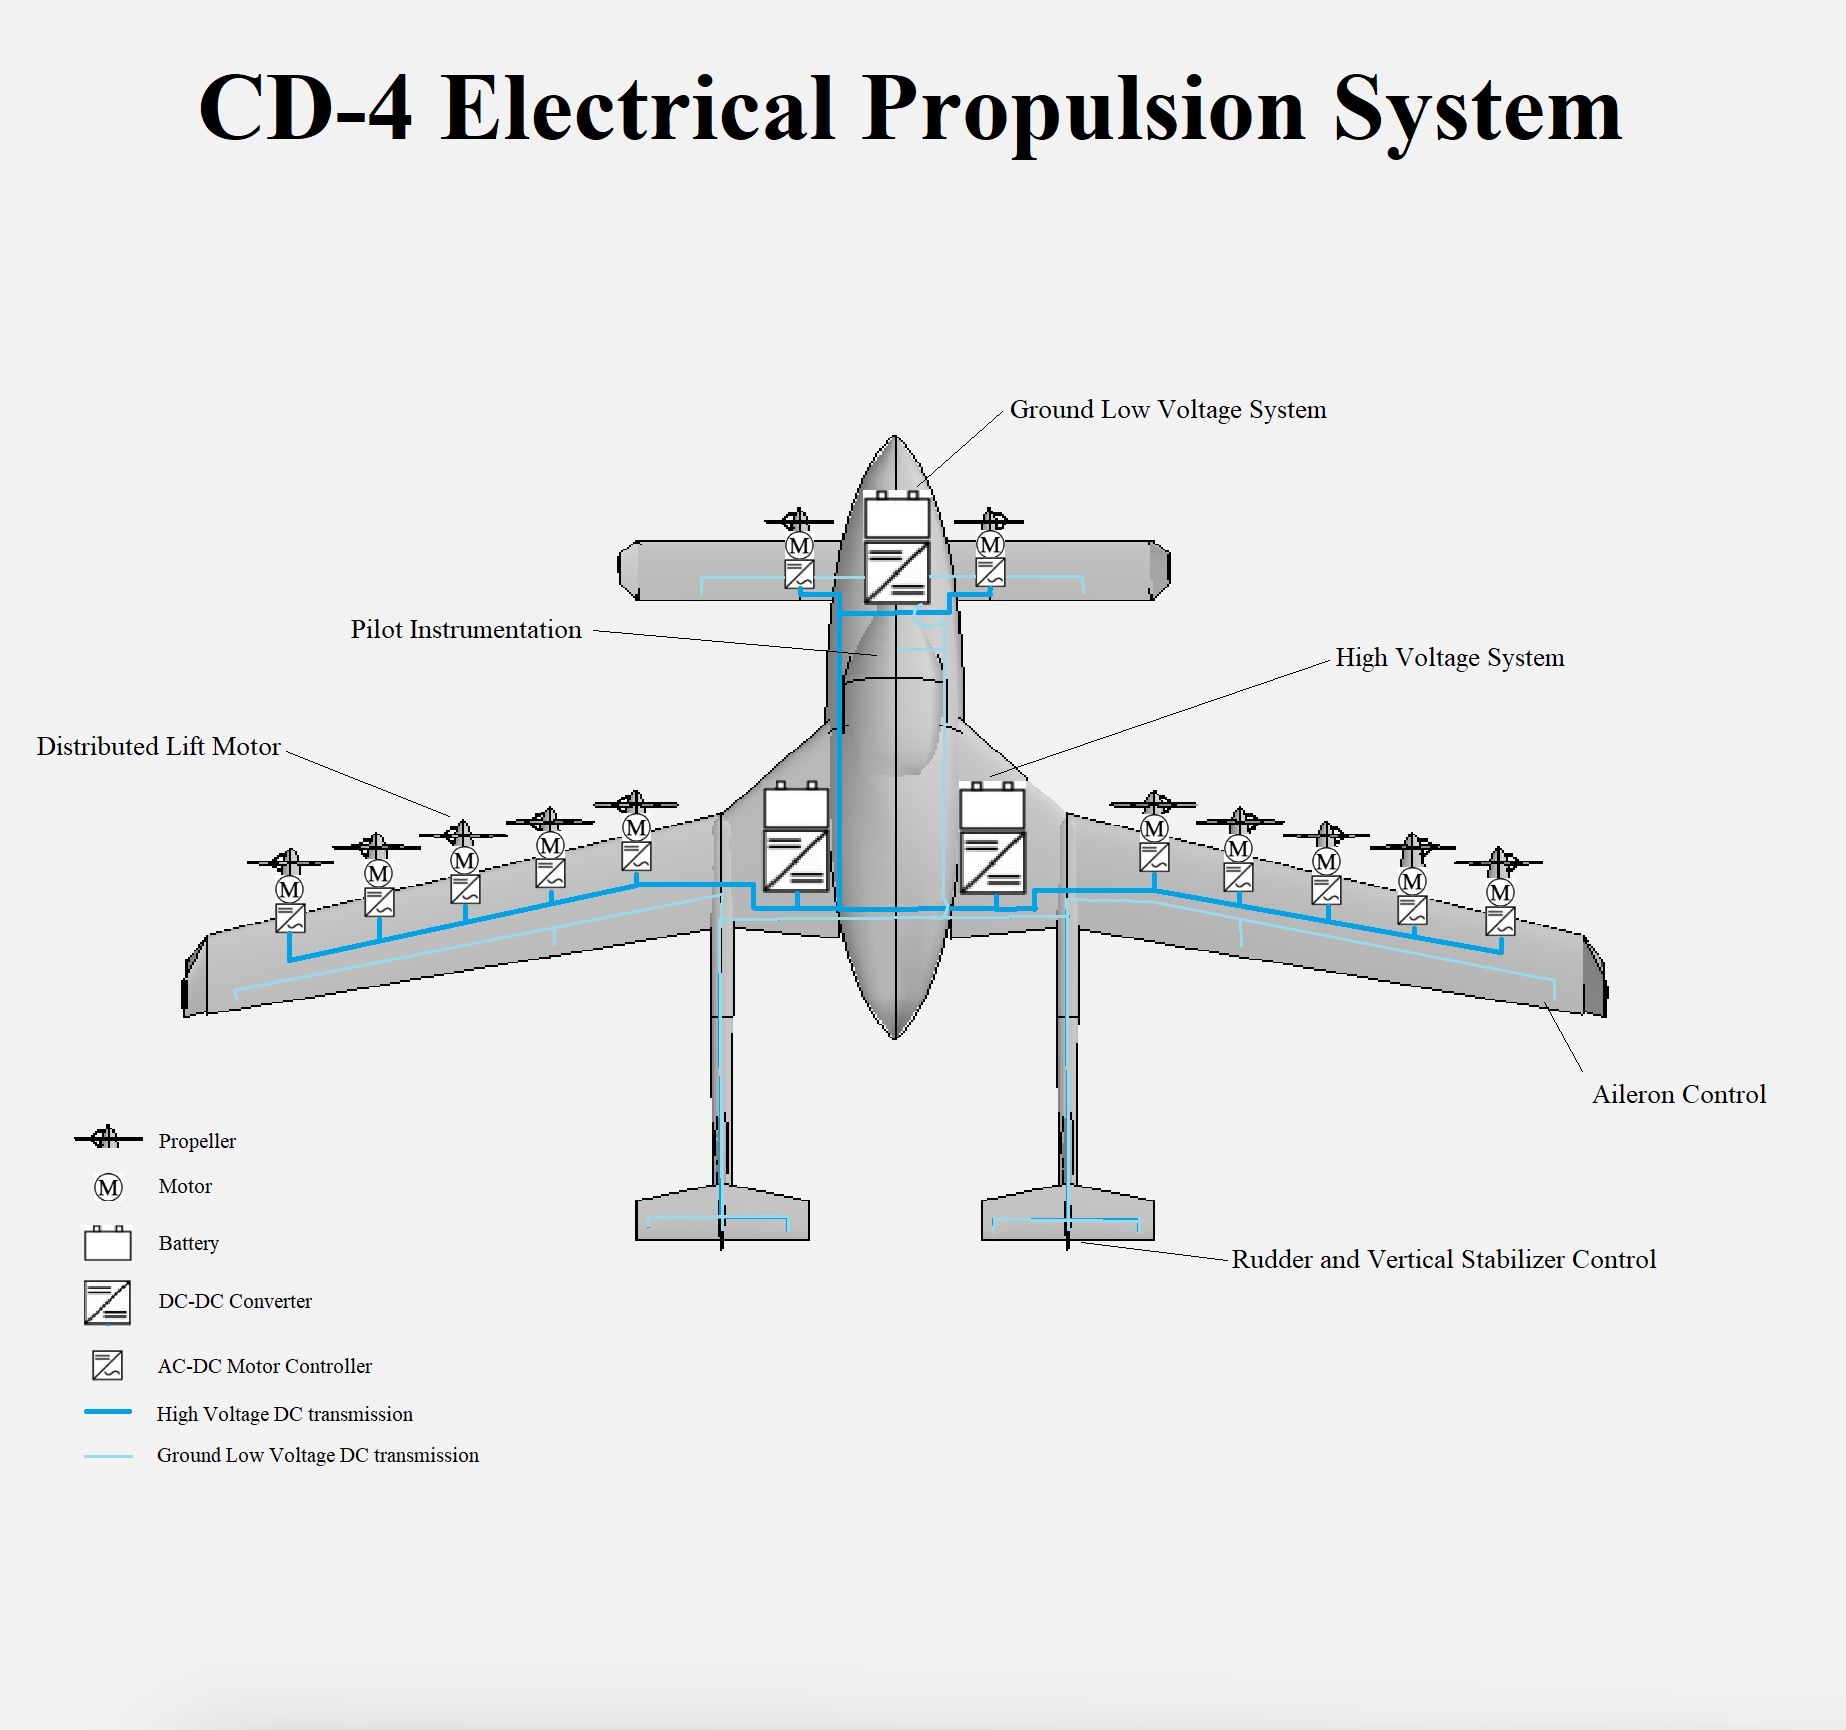 CD-4 Electrical Propulsion System
Ground Low Voltage System
M
M
Pilot Instrumentation
High Voltage System
Distributed Lift Motor
M
M
M
M
M
M
M
M
M
M
Aileron Control
Propeller
M
Motor
Battery
Rudder and Vertical Stabilizer Control
DC-DC Converter
AC-DC Motor Controller
High Voltage DC transmission
Ground Low Voltage DC transmission